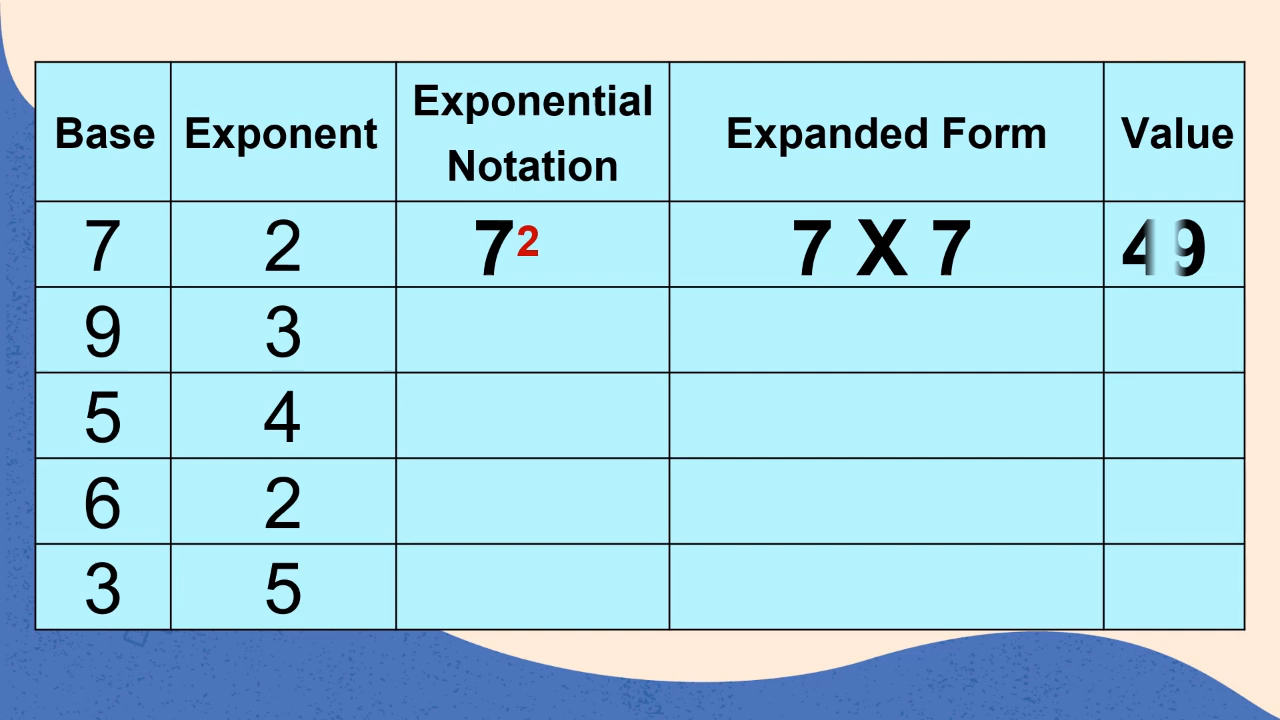 Base Exponent Exponential Notation Expanded Form Value
7 2 7² 7 X 7 49
9 3
5 4
6 2
3 5